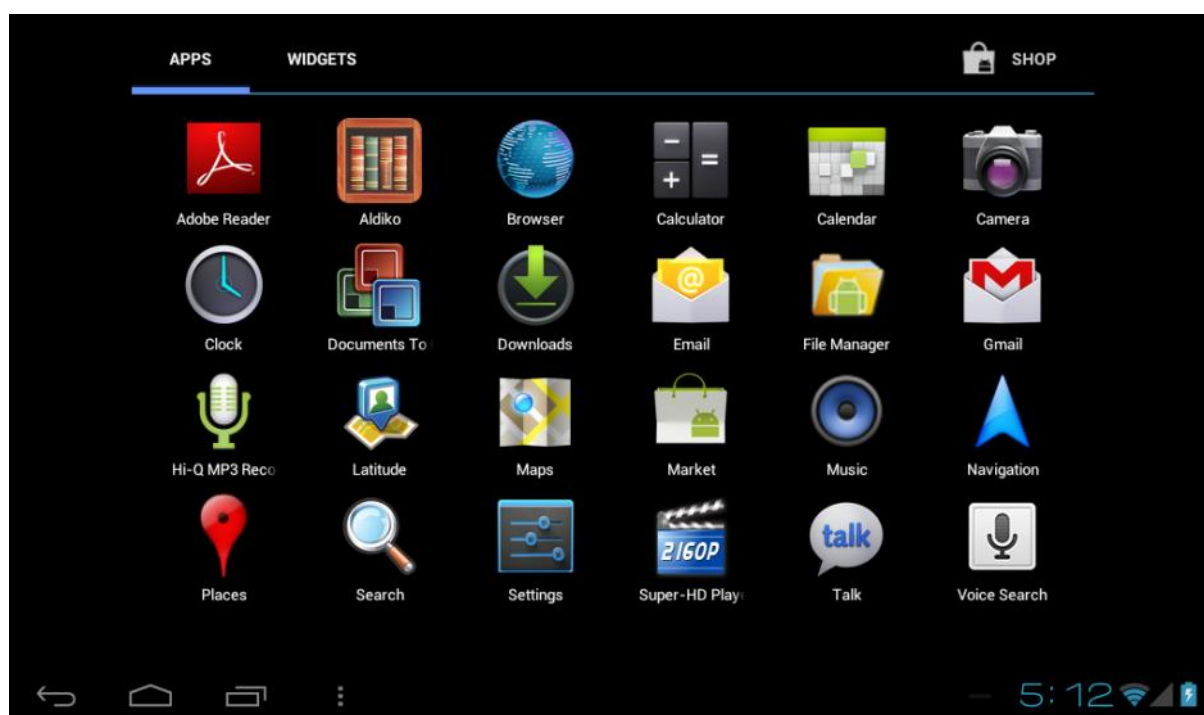 APPS WIDGETS SHOP
Adobe Reader Aldiko Browser Calculator Calendar Camera
@
Clock Documents To Downloads Email File Manager Gmail
Hi-Q MP3 Reco Latitude Maps Market Music Navigation
2160P talk
Places Search Settings Super-HD Playe Talk Voice Search
5:12